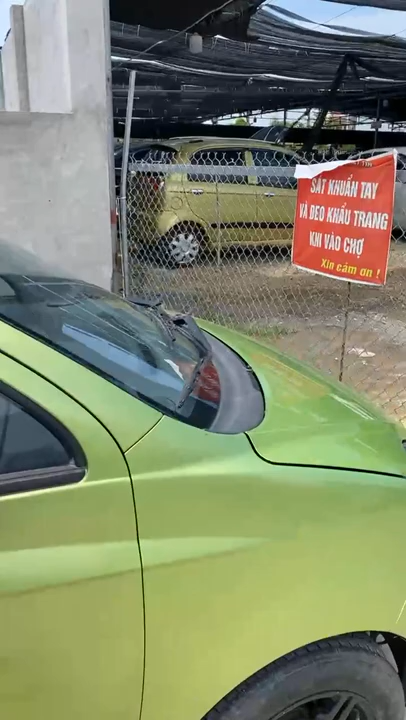 SÁT KHUẨN TAY
VÀ ĐEO KHẨU TRANG
KHI VÀO CHỢ
Xin cảm ơn !